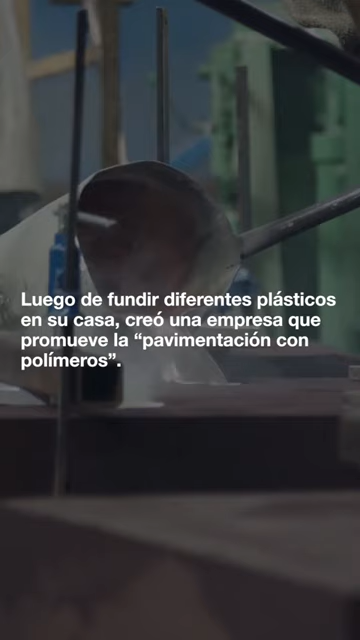 Luego de fundir diferentes plásticos
en su casa, creó una empresa que
promueve la “pavimentación con
polímeros”.